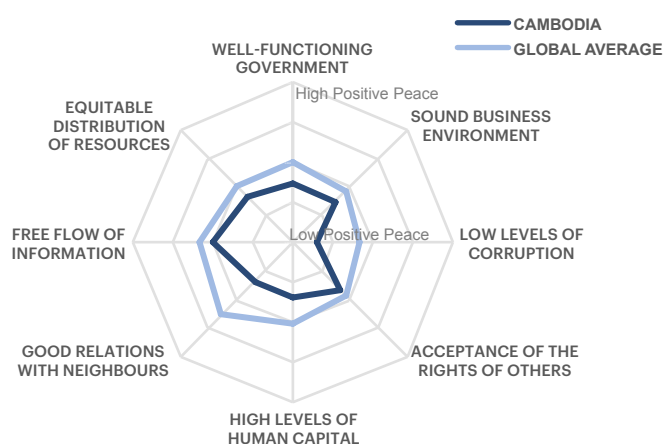 CAMBODIA
GLOBAL AVERAGE
WELL-FUNCTIONING
GOVERNMENT
High Positive Peace
SOUND BUSINESS
ENVIRONMENT
EQUITABLE
DISTRIBUTION
OF RESOURCES
FREE FLOW OF
INFORMATION
Low Positive Peace
LOW LEVELS OF
CORRUPTION
GOOD RELATIONS
WITH NEIGHBOURS
ACCEPTANCE OF THE
RIGHTS OF OTHERS
HIGH LEVELS OF
HUMAN CAPITAL